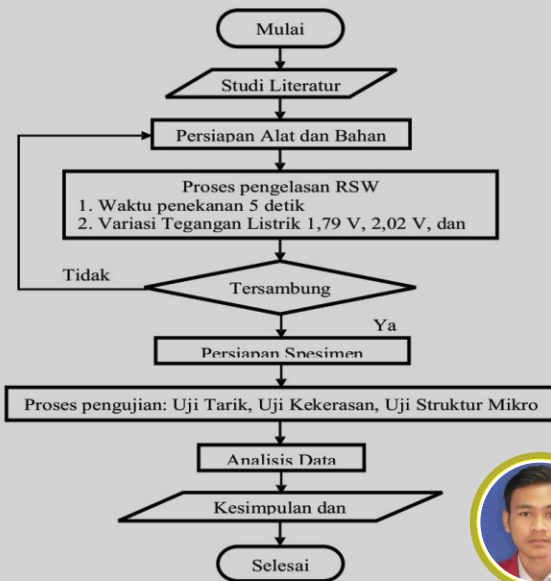 Mulai
Studi Literatur
Persiapan Alat dan Bahan
Proses pengelasan RSW
1. Waktu penekanan 5 detik
2. Variasi Tegangan Listrik 1,79 V, 2,02 V, dan
Tidak
Tersambung
Ya
Persiapan Spesimen
Proses pengujian: Uji Tarik, Uji Kekerasan, Uji Struktur Mikro
Analisis Data
Kesimpulan dan
Selesai